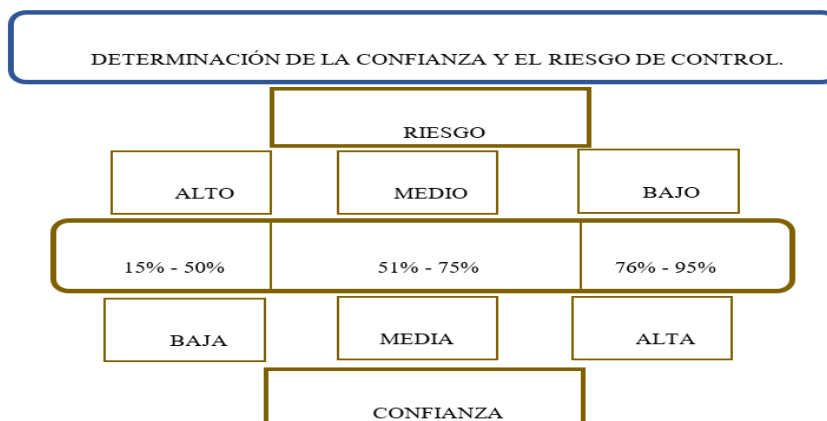 DETERMINACIÓN DE LA CONFIANZA Y EL RIESGO DE CONTROL.
RIESGO
ALTO MEDIO BAJO
15% - 50% 51% - 75% 76% - 95%
BAJA MEDIA ALTA
CONFIANZA